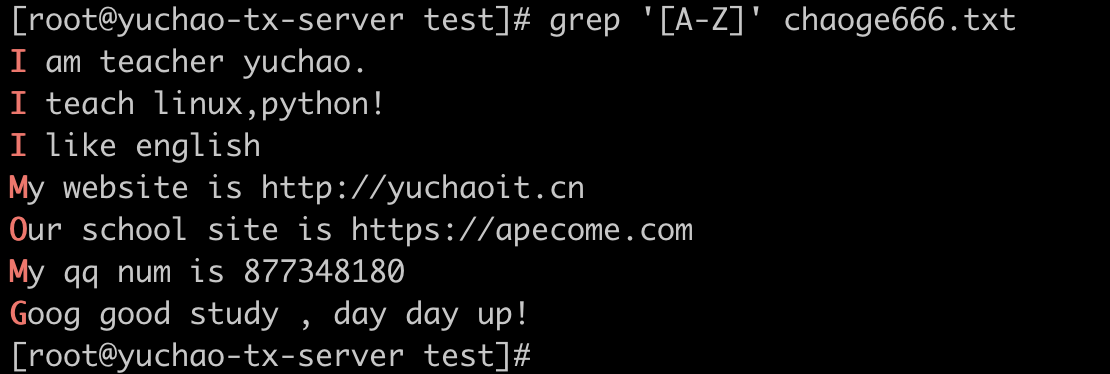 [root@yuchao-tx-server test]# grep '[A-Z]' chaoge666.txt
I am teacher yuchao.
I teach linux,python!
I like english
My website is http://yuchaoit.cn
Our school site is https://apecome.com
My qq num is 877348180
Goog good study , day day up!
[root@yuchao-tx-server test]#